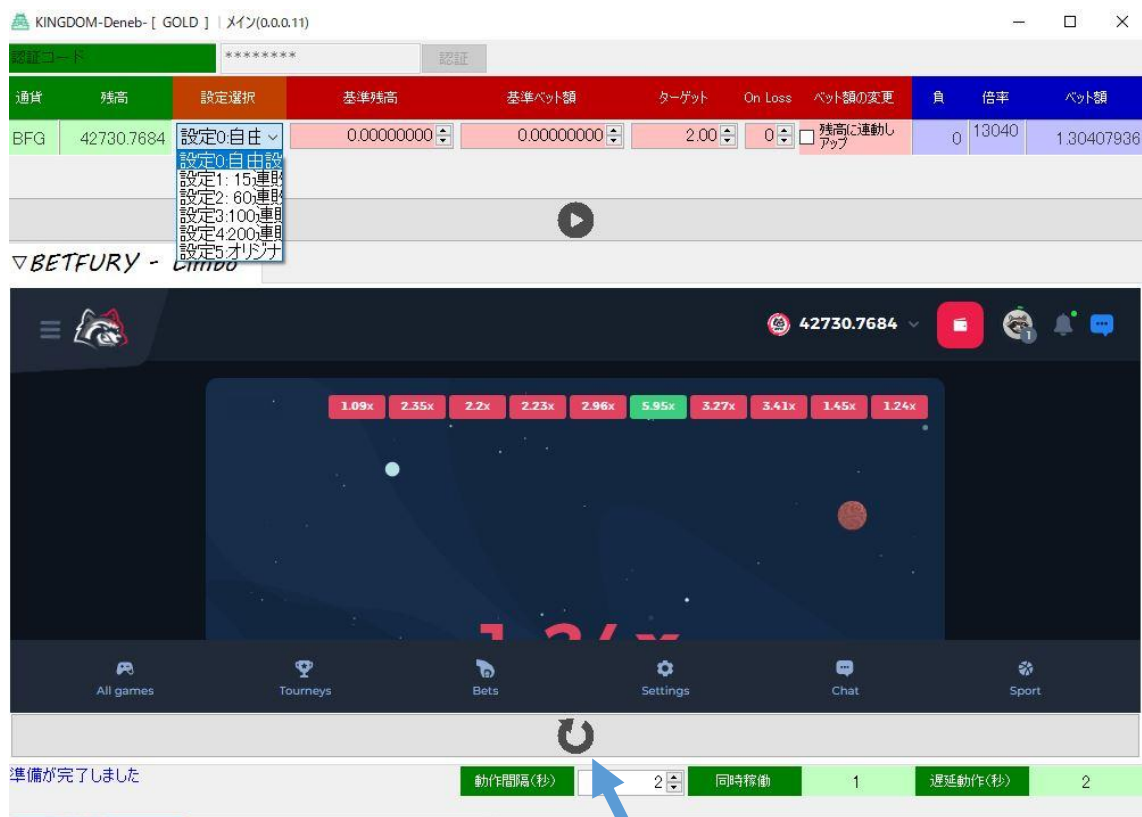 KINGDOM-Deneb- [ GOLD ] | メイン(0.0.0.11)
認証コード ******** 認証
通貨 残高 設定選択 基準残高 基準ベット額 ターゲット On Loss ベット額の変更 負 倍率 ベット額
BFG 42730.7684 設定0:自由 0.00000000 0.00000000 2.00 0 残高に連動し 0 13040 1.30407936
アップ
設定0:自由設
設定1: 15連敗
設定2: 60連敗
設定3:100連敗
設定4:200連敗
設定5:オリジナ
▽BETFURY - Limbo
42730.7684
1
1.09x 2.35x 2.2x 2.23x 2.96x 5.95x 3.27x 3.41x 1.45x 1.24x
1.24x
All games Tourneys Bets Settings Chat Sport
準備が完了しました 動作間隔(秒) 2 同時稼働 1 遅延動作(秒) 2